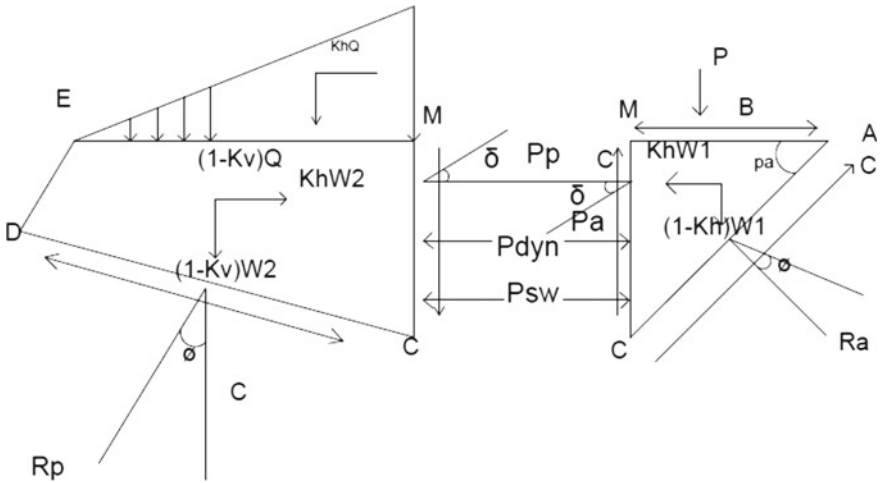 KhQ
P
E
M
M
B
A
(1-Kv)Q
δ
Pp
C
KhW1
pa
C
KhW2
δ
Pa
(1-Kh)W1
D
Pdyn
(1-Kv)W2
ø
Psw
C
C
Ra
ø
C
Rp